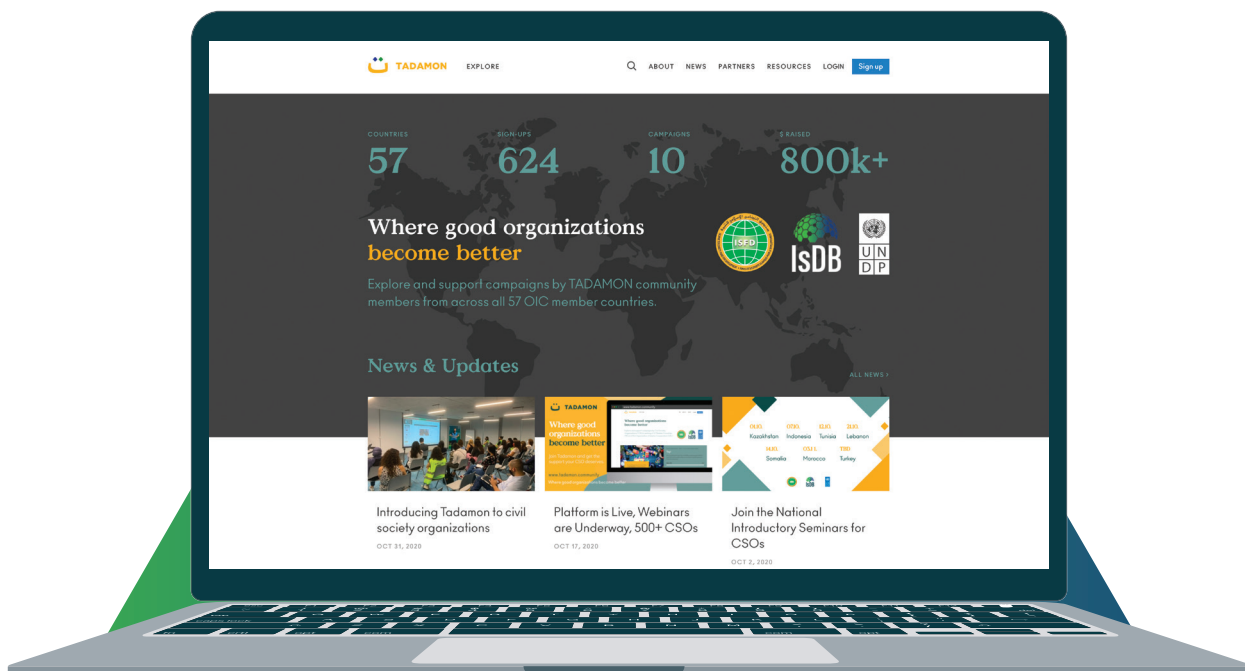 TADAMON EXPLORE ABOUT NEWS PARTNERS RESOURCES LOGIN Sign up
COUNTRIES SIGN-UPS CAMPAIGNS $ RAISED
57 624 10 800k+
Where good organizations
become better
ISFD IsDB
U N
D P
Explore and support campaigns by TADAMON community
members from across all 57 OIC member countries.
News & Updates
ALL NEWS ›
TADAMON
Where good
organizations
become better
Kazakhstan Indonesia Tunisia Lebanon
Somalia Morocco Turkey
Introducing Tadamon to civil
society organizations
OCT 31, 2020
Platform is Live, Webinars
are Underway, 500+ CSOs
OCT 17, 2020
Join the National
Introductory Seminars for
CSOs
OCT 2, 2020